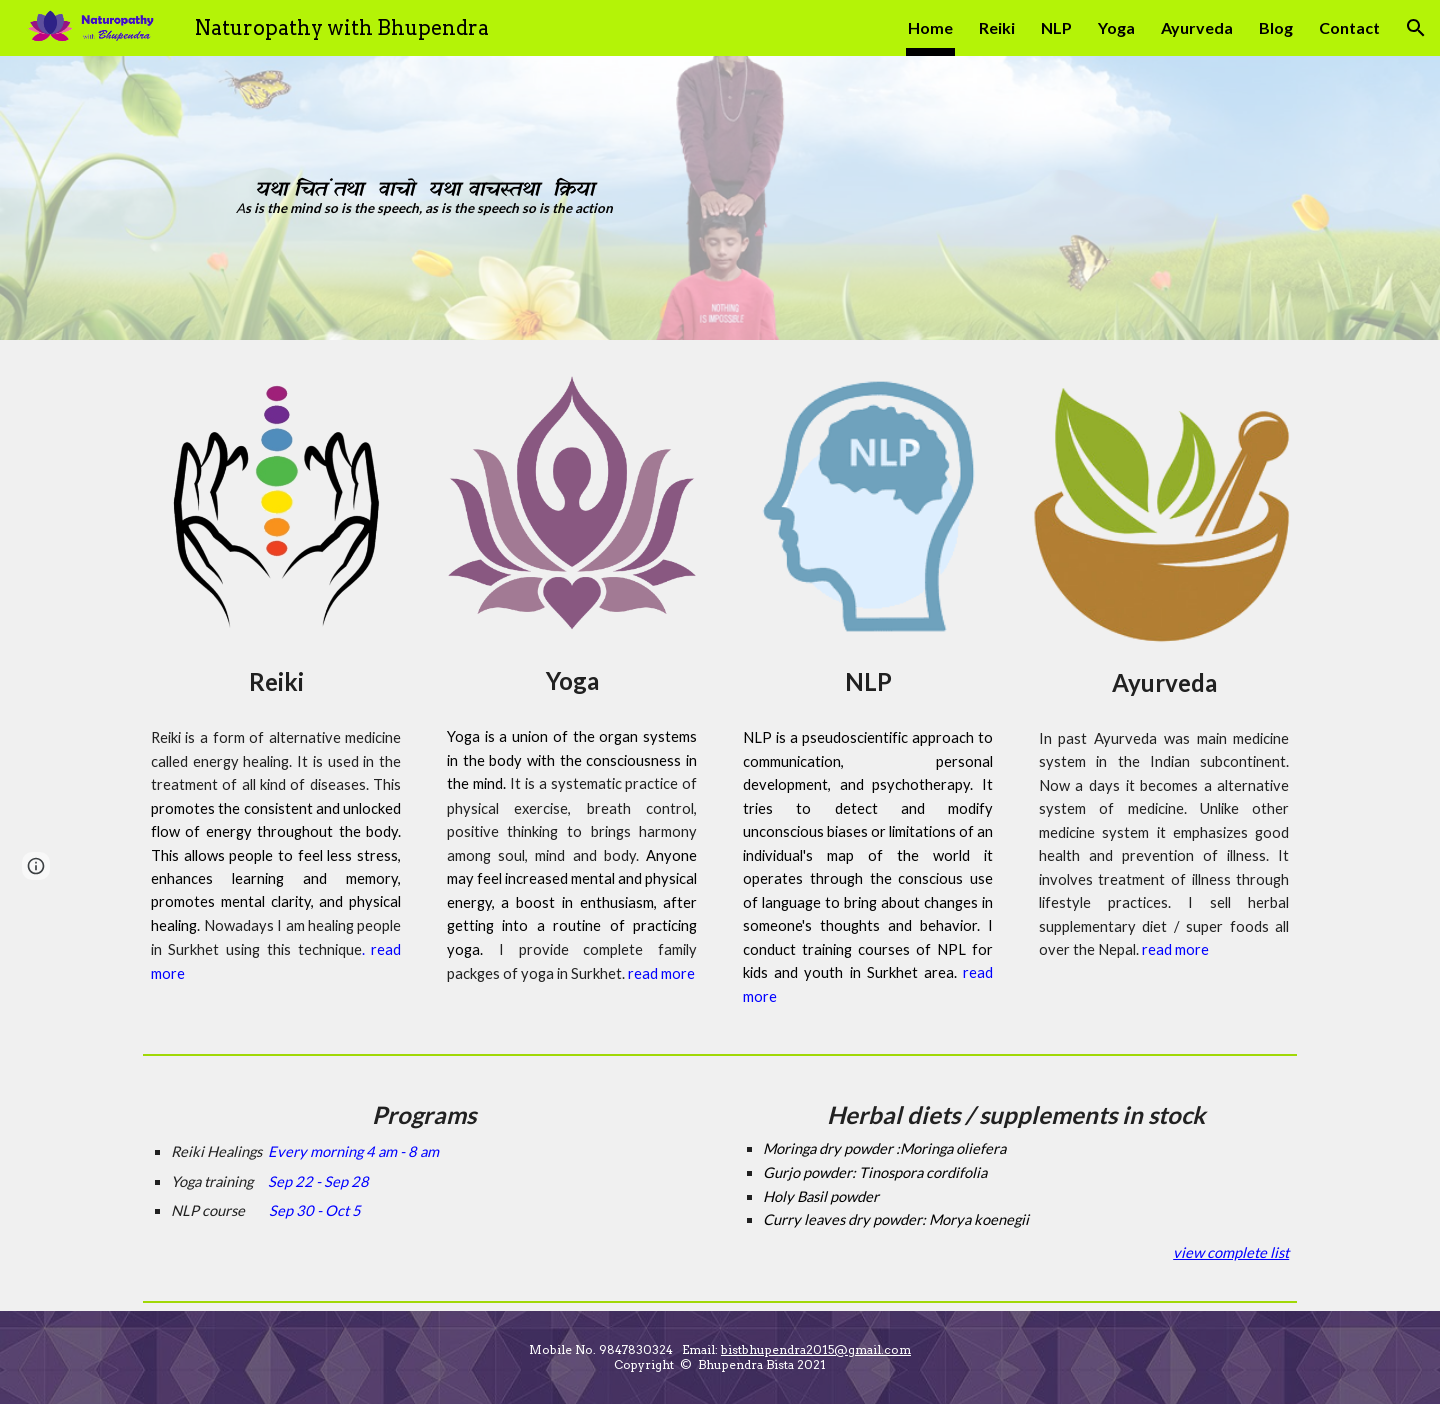 Naturopathy
with Bhupendra
Naturopathy with Bhupendra
Home Reiki NLP Yoga Ayurveda Blog Contact
यथा चितं तथा वाचो यथा वाचस्तथा क्रिया
As is the mind so is the speech, as is the speech so is the action
NOTHING
IS IMPOSSIBLE
NLP
Reiki
Reiki is a form of alternative medicine
called energy healing. It is used in the
treatment of all kind of diseases. This
promotes the consistent and unlocked
flow of energy throughout the body.
This allows people to feel less stress,
enhances learning and memory,
promotes mental clarity, and physical
healing. Nowadays I am healing people
in Surkhet using this technique. read
more
Yoga
Yoga is a union of the organ systems
in the body with the consciousness in
the mind. It is a systematic practice of
physical exercise, breath control,
positive thinking to brings harmony
among soul, mind and body. Anyone
may feel increased mental and physical
energy, a boost in enthusiasm, after
getting into a routine of practicing
yoga. I provide complete family
packges of yoga in Surkhet. read more
NLP
NLP is a pseudoscientific approach to
communication, personal
development, and psychotherapy. It
tries to detect and modify
unconscious biases or limitations of an
individual's map of the world it
operates through the conscious use
of language to bring about changes in
someone's thoughts and behavior. I
conduct training courses of NPL for
kids and youth in Surkhet area. read
more
Ayurveda
In past Ayurveda was main medicine
system in the Indian subcontinent.
Now a days it becomes a alternative
system of medicine. Unlike other
medicine system it emphasizes good
health and prevention of illness. It
involves treatment of illness through
lifestyle practices. I sell herbal
supplementary diet / super foods all
over the Nepal. read more
Programs
Reiki Healings Every morning 4 am - 8 am
Yoga training Sep 22 - Sep 28
NLP course Sep 30 - Oct 5
Herbal diets / supplements in stock
Moringa dry powder :Moringa oliefera
Gurjo powder: Tinospora cordifolia
Holy Basil powder
Curry leaves dry powder: Morya koenegii
view complete list
Mobile No. 9847830324 Email: bistbhupendra2015@gmail.com
Copyright © Bhupendra Bista 2021